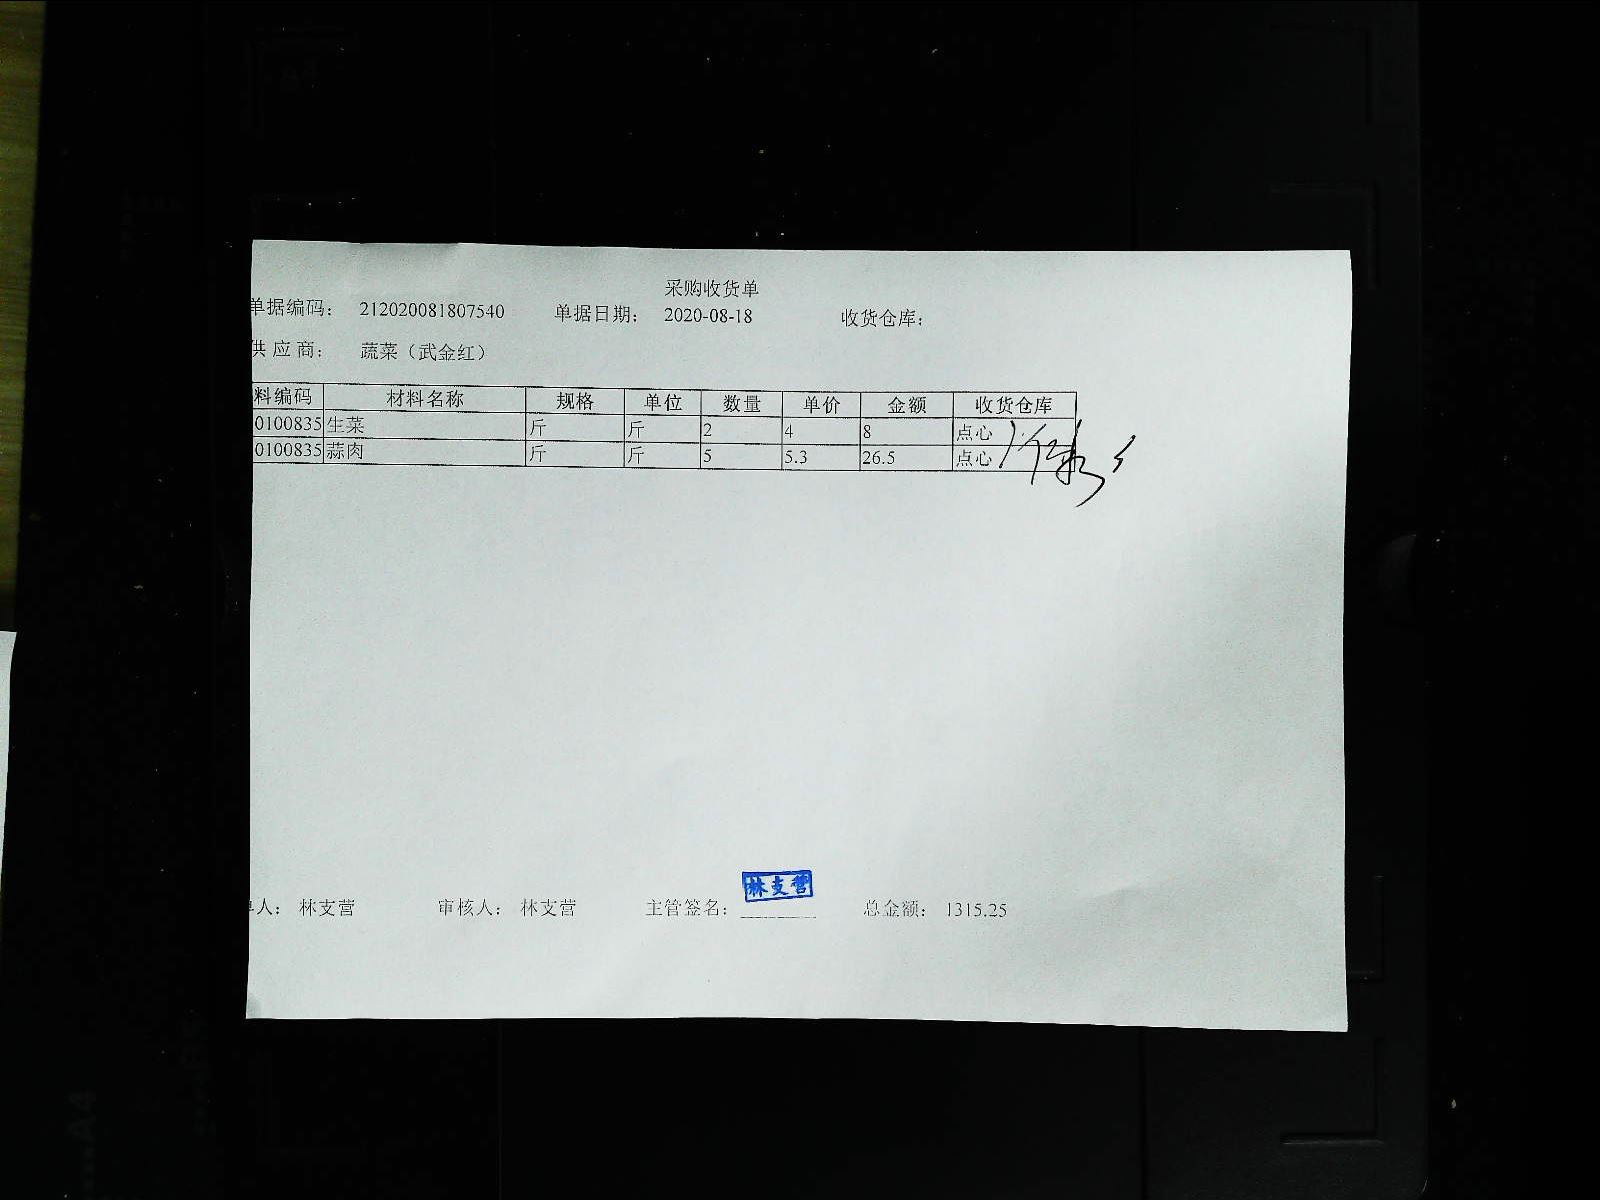 采购收货单
单据编码： 212020081807540 单据日期： 2020-08-18 收货仓库：
供应商： 蔬菜（武金红）
料编码 材料名称 规格 单位 数量 单价 金额 收货仓库
0100835 生菜 斤 斤 2 4 8 点心
0100835 蒜肉 斤 斤 5 5.3 26.5 点心
林支营
单人： 林支营 审核人： 林支营 主管签名： 总金额： 1315.25